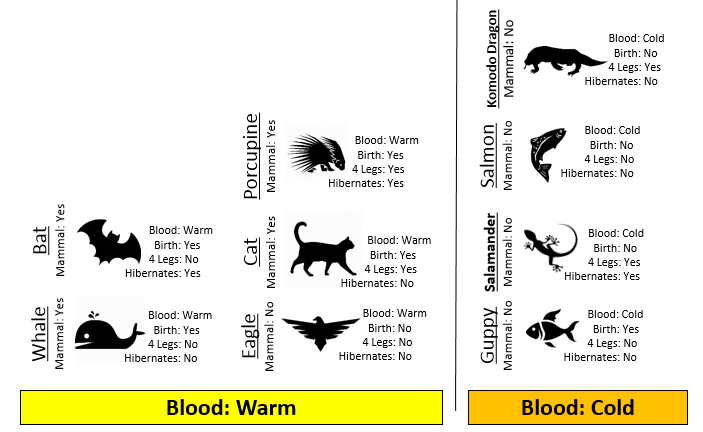 Komodo Dragon
Mammal: No
Blood: Cold
Birth: No
4 Legs: Yes
Hibernates: No
Porcupine
Mammal: Yes
Blood: Warm
Birth: Yes
4 Legs: Yes
Hibernates: Yes
Salmon
Mammal: No
Blood: Cold
Birth: No
4 Legs: No
Hibernates: No
Bat
Mammal: Yes
Blood: Warm
Birth: Yes
4 Legs: No
Hibernates: Yes
Cat
Mammal: Yes
Blood: Warm
Birth: Yes
4 Legs: Yes
Hibernates: No
Salamander
Mammal: No
Blood: Cold
Birth: No
4 Legs: Yes
Hibernates: Yes
Whale
Mammal: Yes
Blood: Warm
Birth: Yes
4 Legs: No
Hibernates: No
Eagle
Mammal: No
Blood: Warm
Birth: No
4 Legs: No
Hibernates: No
Guppy
Mammal: No
Blood: Cold
Birth: Yes
4 Legs: No
Hibernates: No
Blood: Warm
Blood: Cold